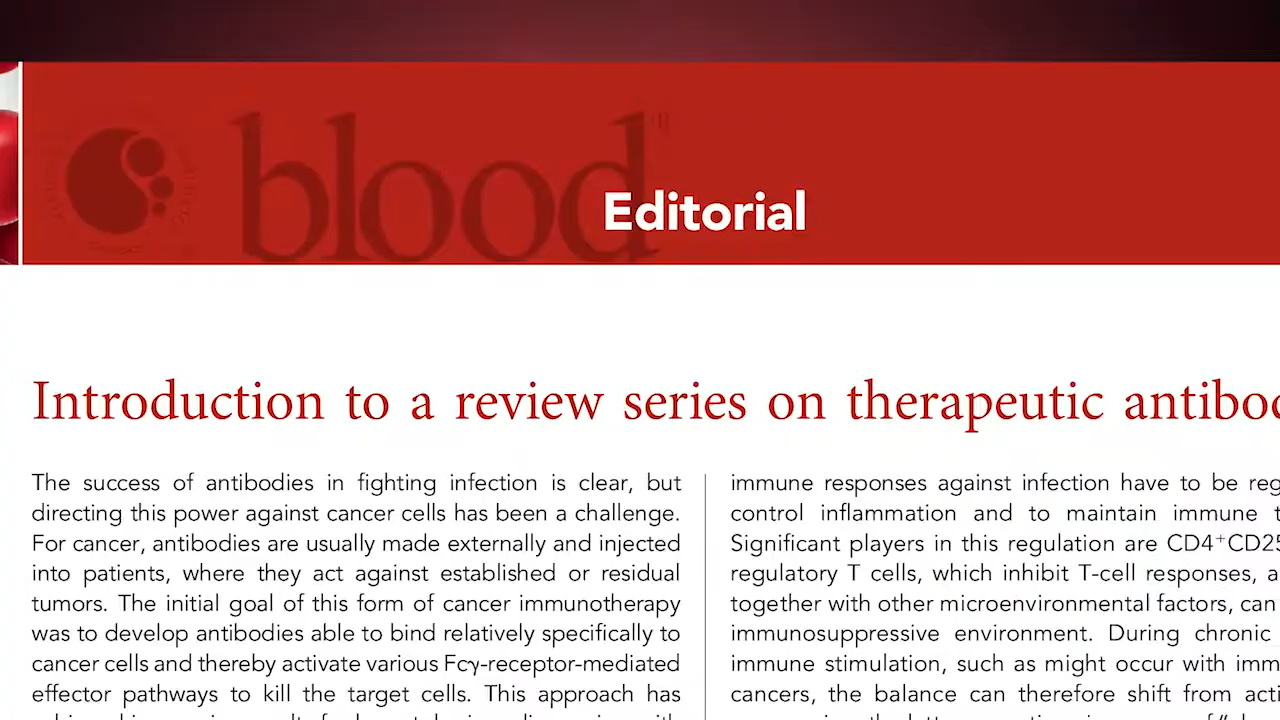 blood
Editorial
Introduction to a review series on therapeutic
The success of antibodies in fighting infection is clear, but
directing this power against cancer cells has been a challenge.
For cancer, antibodies are usually made externally and injected
into patients, where they act against established or residual
tumors. The initial goal of this form of cancer immunotherapy
was to develop antibodies able to bind relatively specifically to
cancer cells and thereby activate various Fcγ-receptor-mediated
effector pathways to kill the target cells. This approach has
immune responses against infection have to be
control inflammation and to maintain immune
Significant players in this regulation are CD4⁺CD25
regulatory T cells, which inhibit T-cell responses,
together with other microenvironmental factors, can
immunosuppressive environment. During chronic
immune stimulation, such as might occur with
cancers, the balance can therefore shift from